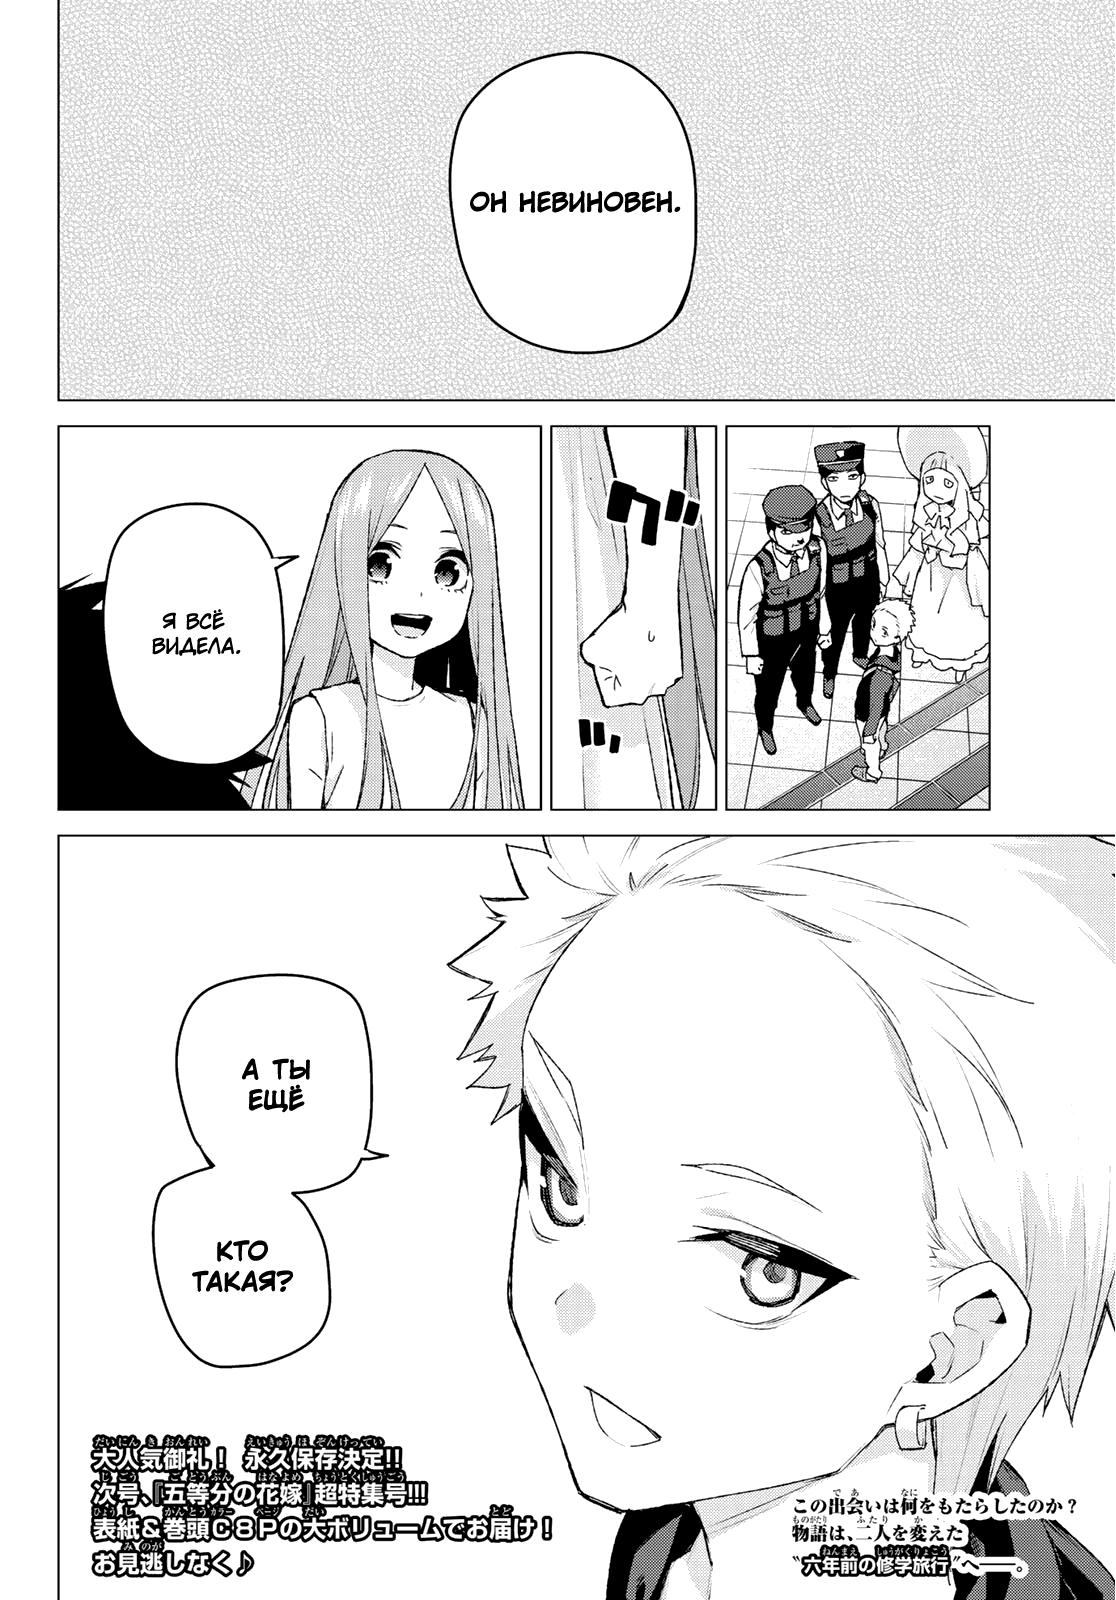 ОН НЕВИНОВЕН.
グッ
Я ВСЁ
ВИДЕЛА.
А ТЫ
ЕЩЁ
КТО
ТАКАЯ?
大人気御礼！ 永久保存決定!!
次号、『五等分の花嫁』超特集号!!!
表紙&巻頭C8Pの大ボリュームでお届け！
お見逃しなく♪
この出会いは何をもたらしたのか？
物語は、二人を変えた
〝六年前の修学旅行〟へ──。